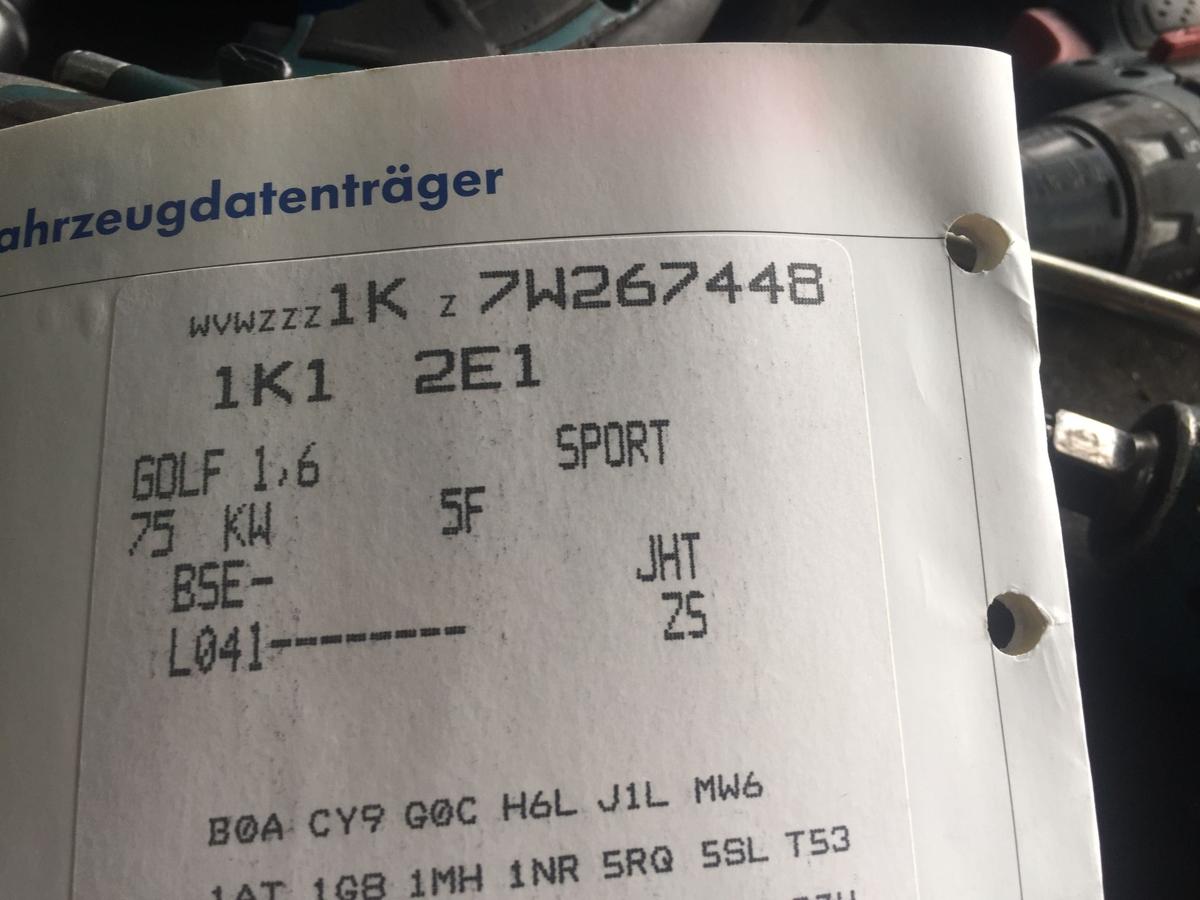 ahrzeugdatenträger
WVWZZZ1K Z 7W267448
1K1 2E1
GOLF 1,6 SPORT
75 KW 5F
BSE- JHT
L041-------- ZS
B0A CY9 G0C H6L J1L MW6
1AT 1G8 1MH 1NR 5RQ 5SL T53